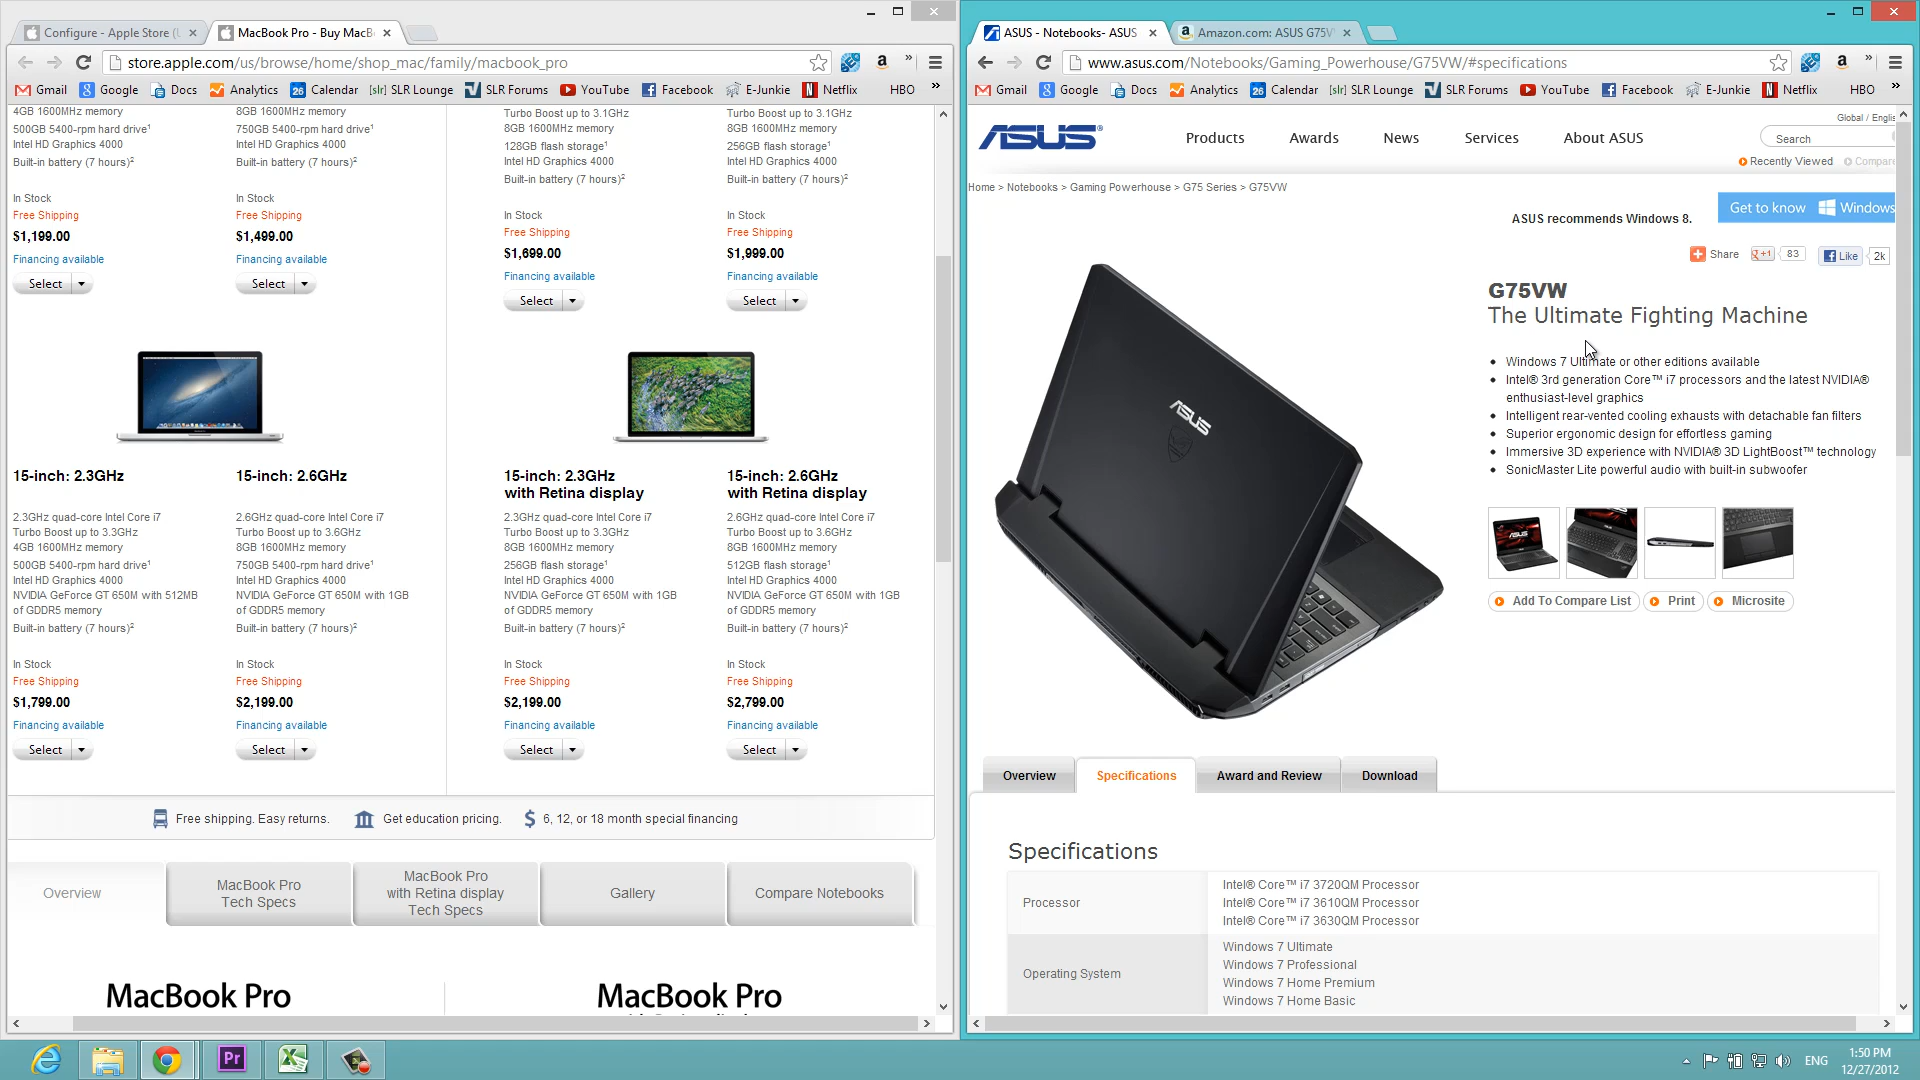 Configure - Apple Store (U
MacBook Pro - Buy MacB
store.apple.com/us/browse/home/shop_mac/family/macbook_pro
Gmail Google Docs Analytics 26 Calendar [slr] SLR Lounge SLR Forums YouTube Facebook E-Junkie Netflix HBO »
4GB 1600MHz memory
500GB 5400-rpm hard drive¹
Intel HD Graphics 4000
Built-in battery (7 hours)²
In Stock
Free Shipping
$1,199.00
Financing available
Select
8GB 1600MHz memory
750GB 5400-rpm hard drive¹
Intel HD Graphics 4000
Built-in battery (7 hours)²
In Stock
Free Shipping
$1,499.00
Financing available
Select
Turbo Boost up to 3.1GHz
8GB 1600MHz memory
128GB flash storage¹
Intel HD Graphics 4000
Built-in battery (7 hours)²
In Stock
Free Shipping
$1,699.00
Financing available
Select
Turbo Boost up to 3.1GHz
8GB 1600MHz memory
256GB flash storage¹
Intel HD Graphics 4000
Built-in battery (7 hours)²
In Stock
Free Shipping
$1,999.00
Financing available
Select
15-inch: 2.3GHz
2.3GHz quad-core Intel Core i7
Turbo Boost up to 3.3GHz
4GB 1600MHz memory
500GB 5400-rpm hard drive¹
Intel HD Graphics 4000
NVIDIA GeForce GT 650M with 512MB
of GDDR5 memory
Built-in battery (7 hours)²
In Stock
Free Shipping
$1,799.00
Financing available
Select
15-inch: 2.6GHz
2.6GHz quad-core Intel Core i7
Turbo Boost up to 3.6GHz
8GB 1600MHz memory
750GB 5400-rpm hard drive¹
Intel HD Graphics 4000
NVIDIA GeForce GT 650M with 1GB
of GDDR5 memory
Built-in battery (7 hours)²
In Stock
Free Shipping
$2,199.00
Financing available
Select
15-inch: 2.3GHz
with Retina display
2.3GHz quad-core Intel Core i7
Turbo Boost up to 3.3GHz
8GB 1600MHz memory
256GB flash storage¹
Intel HD Graphics 4000
NVIDIA GeForce GT 650M with 1GB
of GDDR5 memory
Built-in battery (7 hours)²
In Stock
Free Shipping
$2,199.00
Financing available
Select
15-inch: 2.6GHz
with Retina display
2.6GHz quad-core Intel Core i7
Turbo Boost up to 3.6GHz
8GB 1600MHz memory
512GB flash storage¹
Intel HD Graphics 4000
NVIDIA GeForce GT 650M with 1GB
of GDDR5 memory
Built-in battery (7 hours)²
In Stock
Free Shipping
$2,799.00
Financing available
Select
Free shipping. Easy returns. Get education pricing. $ 6, 12, or 18 month special financing
Overview
MacBook Pro
Tech Specs
MacBook Pro
with Retina display
Tech Specs
Gallery
Compare Notebooks
MacBook Pro
MacBook Pro
ASUS - Notebooks- ASUS
Amazon.com: ASUS G75V
www.asus.com/Notebooks/Gaming_Powerhouse/G75VW/#specifications
Gmail Google Docs Analytics 26 Calendar [slr] SLR Lounge SLR Forums YouTube Facebook E-Junkie Netflix HBO »
Global / Englis
ASUS
Products Awards News Services About ASUS
Search
Recently Viewed Compare
Home > Notebooks > Gaming Powerhouse > G75 Series > G75VW
ASUS recommends Windows 8.
Get to know Windows
Share g +1 83 Like 2k
G75VW
The Ultimate Fighting Machine
Windows 7 Ultimate or other editions available
Intel® 3rd generation Core™ i7 processors and the latest NVIDIA®
enthusiast-level graphics
Intelligent rear-vented cooling exhausts with detachable fan filters
Superior ergonomic design for effortless gaming
Immersive 3D experience with NVIDIA® 3D LightBoost™ technology
SonicMaster Lite powerful audio with built-in subwoofer
ASUS
ASUS
Add To Compare List Print Microsite
Overview Specifications Award and Review Download
Specifications
Processor
Intel® Core™ i7 3720QM Processor
Intel® Core™ i7 3610QM Processor
Intel® Core™ i7 3630QM Processor
Operating System
Windows 7 Ultimate
Windows 7 Professional
Windows 7 Home Premium
Windows 7 Home Basic
Pr
ENG
1:50 PM
12/27/2012